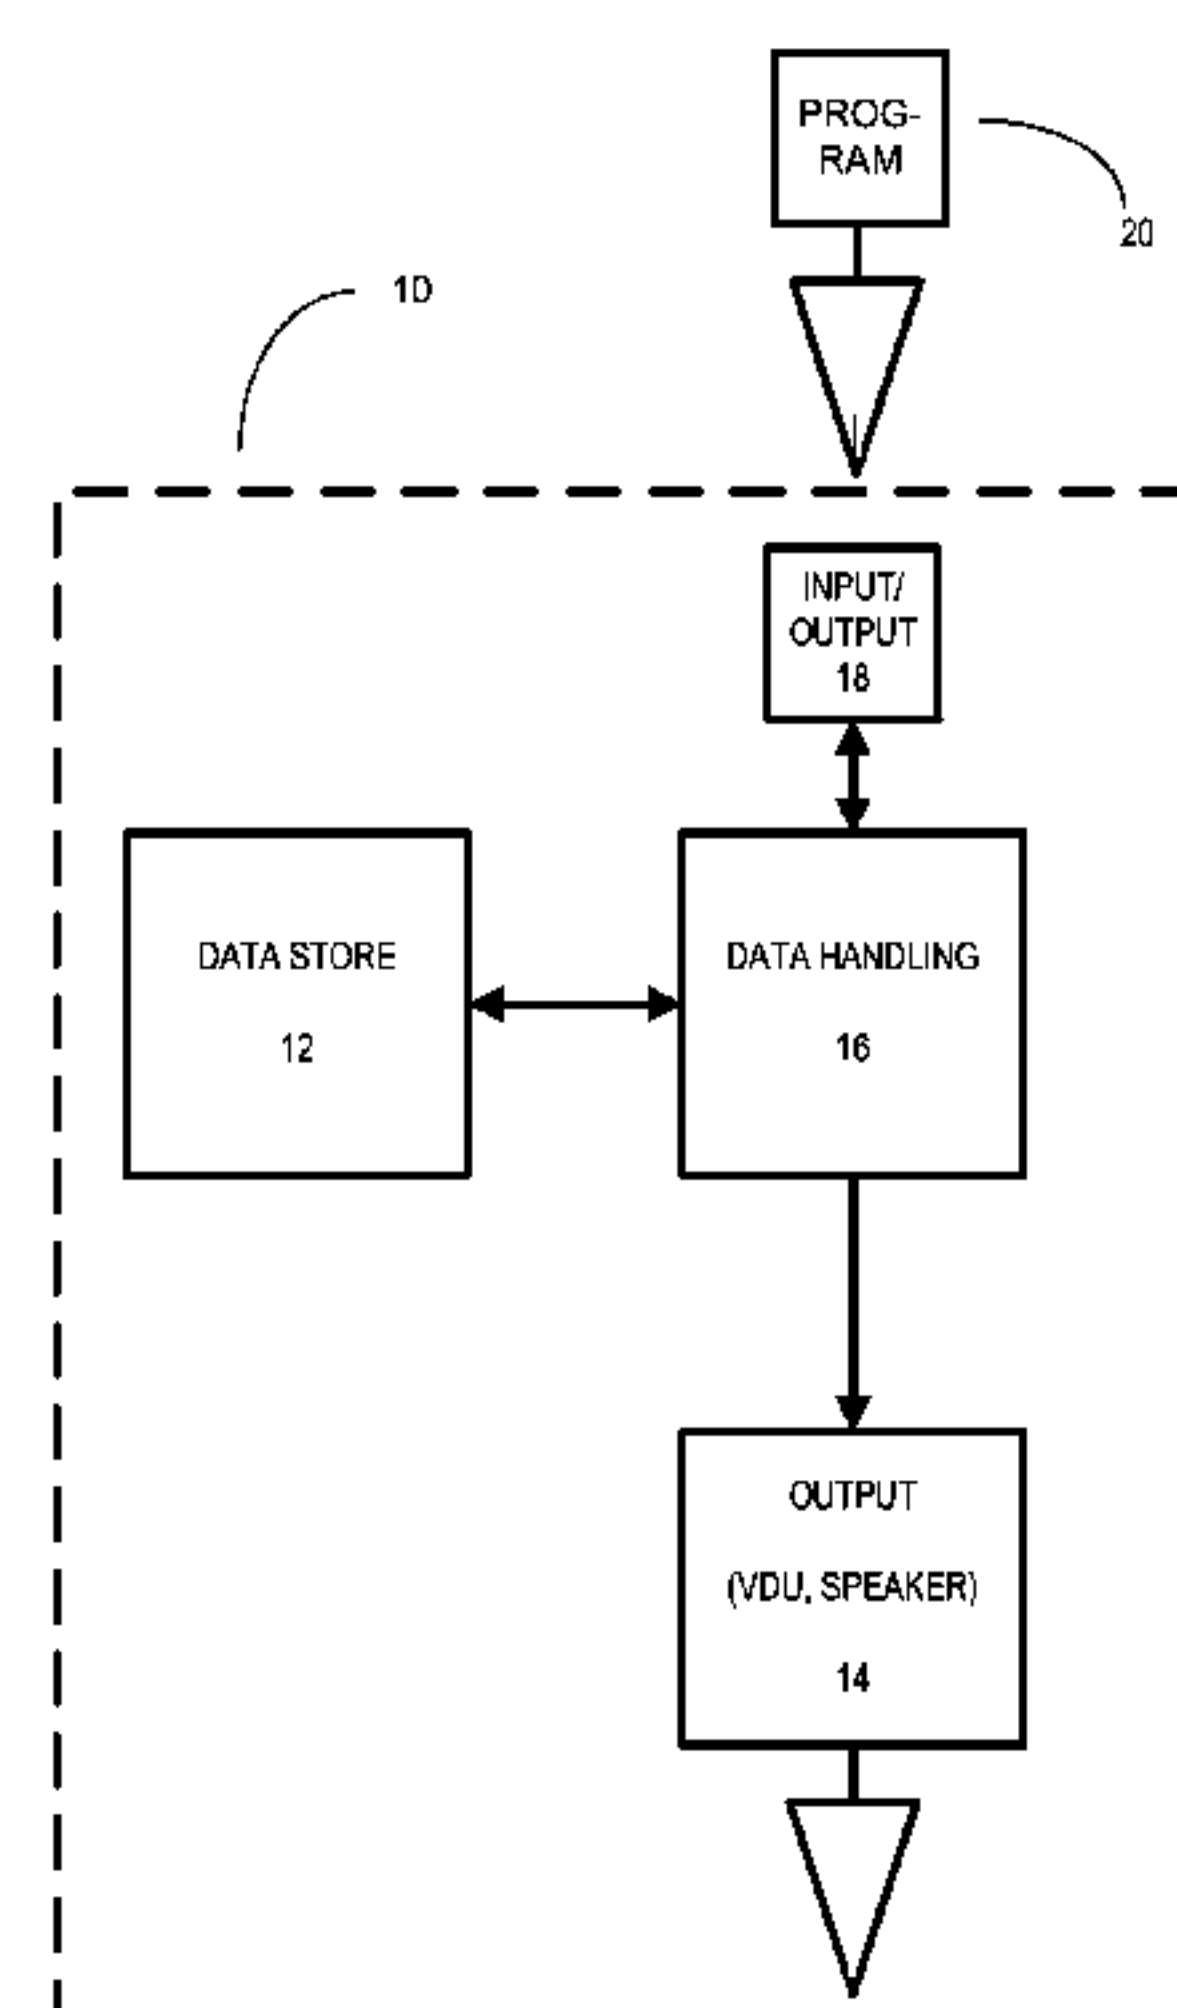 PROG-
RAM
20
10
INPUT/
OUTPUT
18
DATA STORE
12
DATA HANDLING
16
OUTPUT
(VDU, SPEAKER)
14